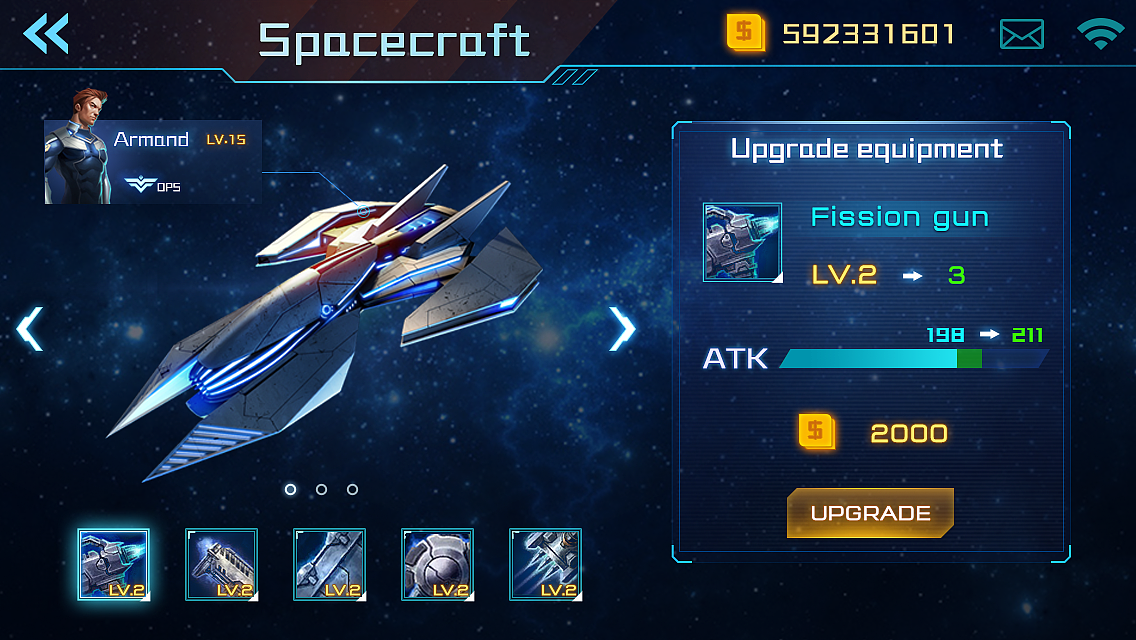 Spacecraft
592331601
Armand LV.15
OPS
Upgrade equipment
Fission gun
LV.2 3
198 211
ATK
2000
UPGRADE
LV.2 LV.2 LV.2 LV.2 LV.2